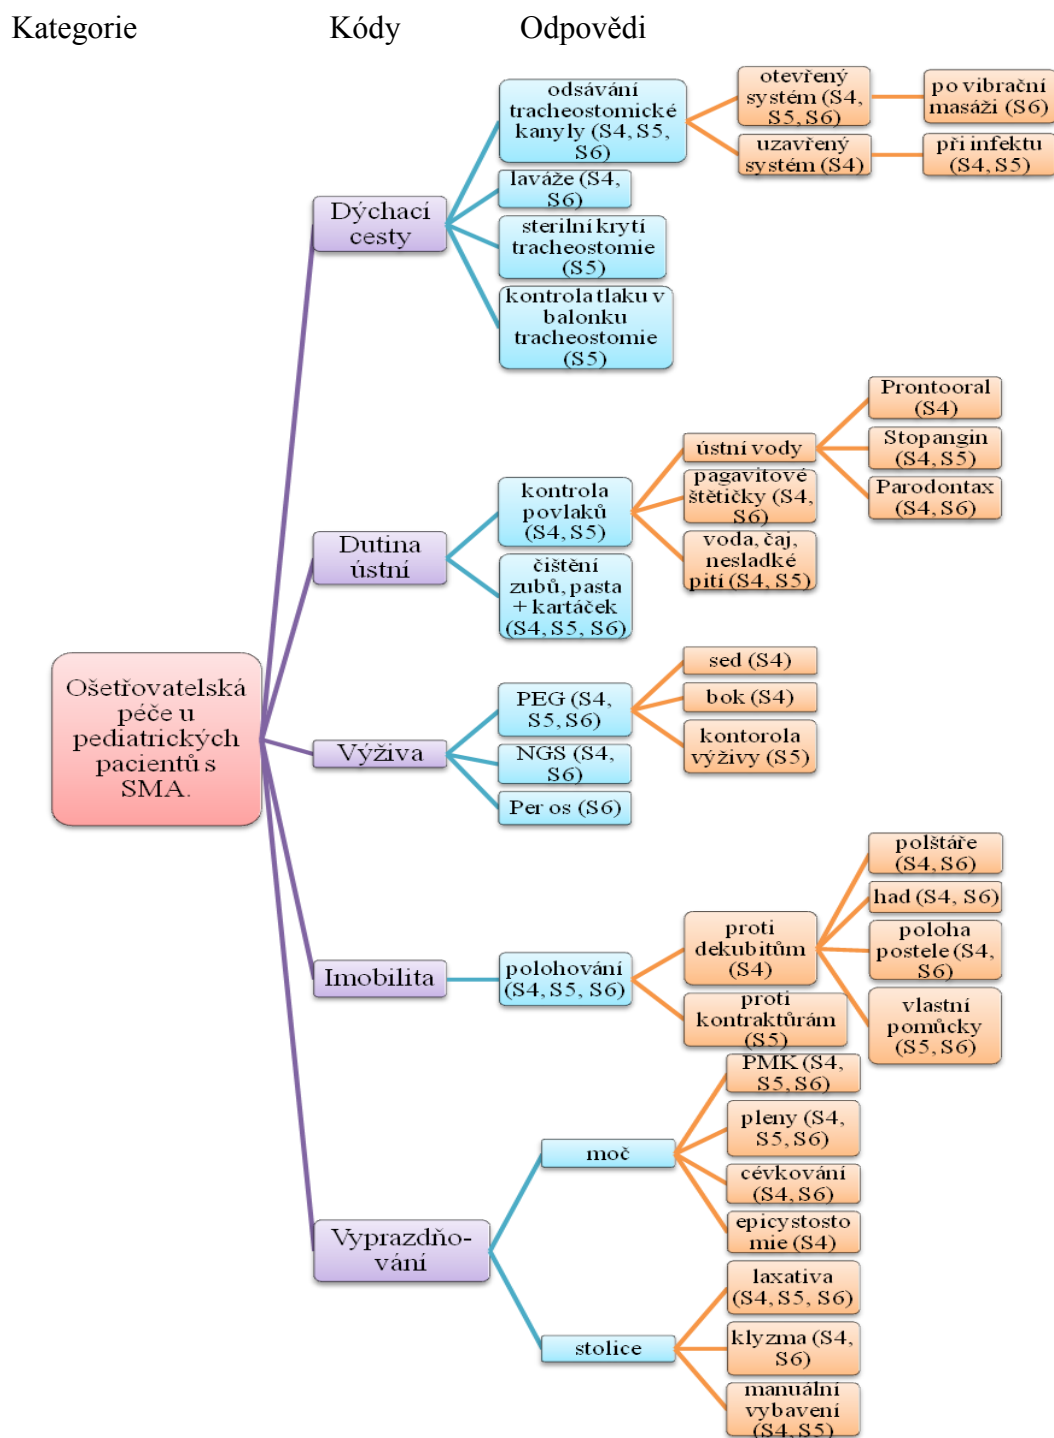 Kategorie Kódy Odpovědi
odsávání
tracheostomické
kanyly (S4, S5,
S6)
otevřený
systém (S4,
S5, S6)
po vibrační
masáži (S6)
uzavřený
systém (S4)
při infektu
(S4, S5)
laváže (S4,
S6)
Dýchací
cesty
sterilní krytí
tracheostomie
(S5)
kontrola tlaku v
balonku
tracheostomie
(S5)
Prontooral
(S4)
ústní vody
Stopangin
(S4, S5)
Parodontax
(S4, S6)
kontrola
povlaků
(S4, S5)
pagavitové
štětičky (S4,
S6)
voda, čaj,
nesladké
pití (S4, S5)
Dutina
ústní
čištění
zubů, pasta
+ kartáček
(S4, S5, S6)
Ošetřovatelská
péče u
pediatrických
pacientů s
SMA.
Výživa
PEG (S4,
S5, S6)
sed (S4)
bok (S4)
kontorola
výživy (S5)
NGS (S4,
S6)
Per os (S6)
Imobilita
polohování
(S4, S5, S6)
proti
dekubitům
(S4)
polštáře
(S4, S6)
had (S4, S6)
poloha
postele (S4,
S6)
vlastní
pomůcky
(S5, S6)
proti
kontraktůrám
(S5)
Vyprazdňo-
vání
moč
PMK (S4,
S5, S6)
pleny (S4,
S5, S6)
cévkování
(S4, S6)
epicystosto
mie (S4)
stolice
laxativa
(S4, S5, S6)
klyzma (S4,
S6)
manuální
vybavení
(S4, S5)